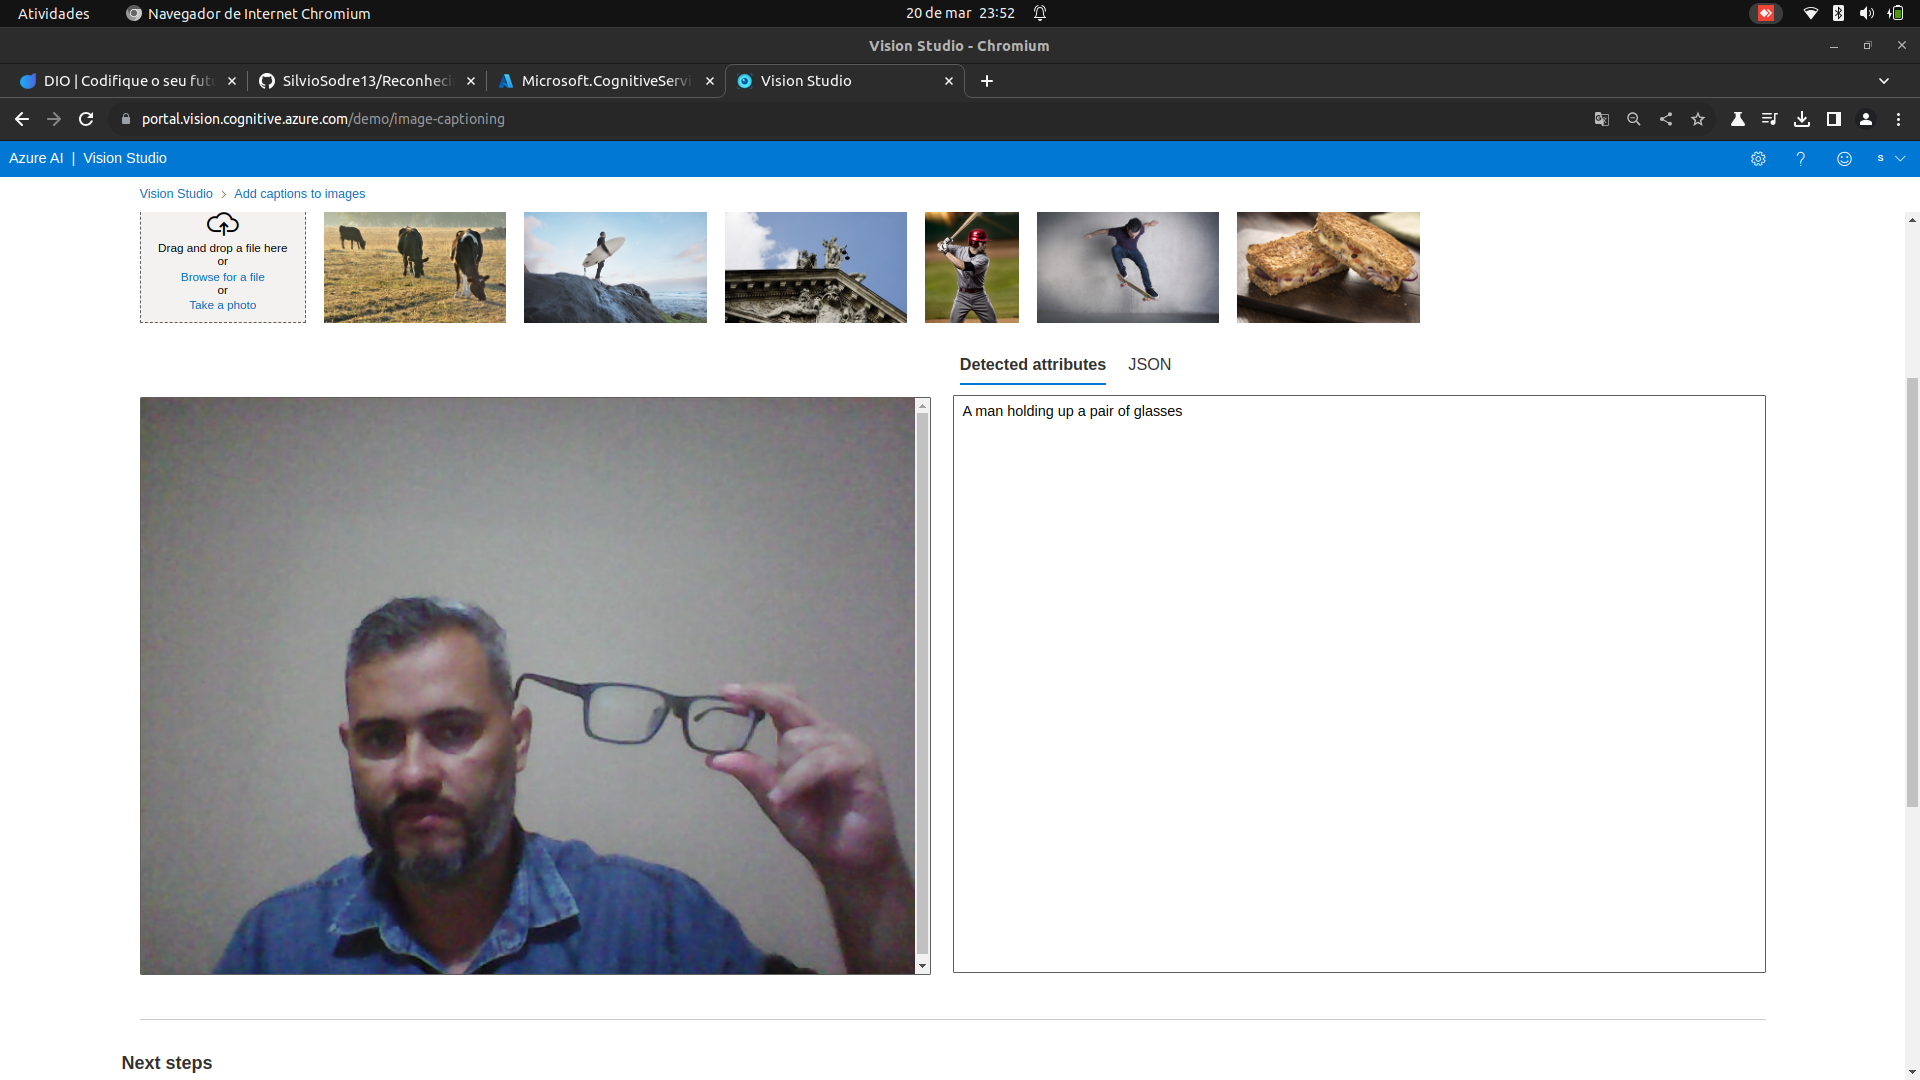 Atividades
Navegador de Internet Chromium
20 de mar 23:52
Vision Studio - Chromium
DIO | Codifique o seu futu
SilvioSodre13/Reconheci
Microsoft.CognitiveServi
Vision Studio
portal.vision.cognitive.azure.com/demo/image-captioning
Azure AI | Vision Studio
S
Vision Studio > Add captions to images
Drag and drop a file here
or
Browse for a file
or
Take a photo
Detected attributes
JSON
A man holding up a pair of glasses
Next steps